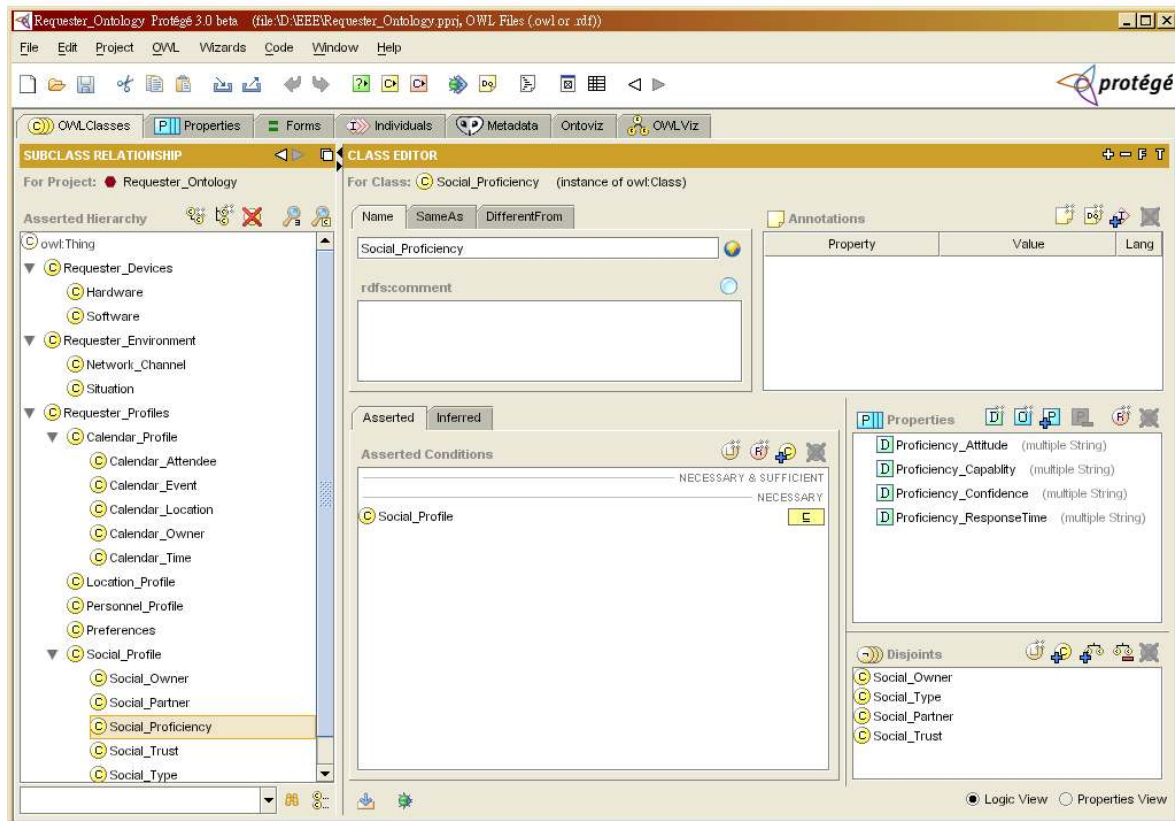 Requester_Ontology Protégé 3.0 beta (file:\D:\EEE\Requester_Ontology.pprj, OWL Files (.owl or .rdf))
File Edit Project OWL Wizards Code Window Help
protégé
OWLClasses Properties Forms Individuals Metadata Ontoviz OWLViz
SUBCLASS RELATIONSHIP
For Project: Requester_Ontology
Asserted Hierarchy
owl:Thing
Requester_Devices
Hardware
Software
Requester_Environment
Network_Channel
Situation
Requester_Profiles
Calendar_Profile
Calendar_Attendee
Calendar_Event
Calendar_Location
Calendar_Owner
Calendar_Time
Location_Profile
Personnel_Profile
Preferences
Social_Profile
Social_Owner
Social_Partner
Social_Proficiency
Social_Trust
Social_Type
CLASS EDITOR
For Class: Social_Proficiency (instance of owl:Class)
Name SameAs DifferentFrom
Social_Proficiency
rdfs:comment
Annotations
Property Value Lang
Asserted Inferred
Asserted Conditions
NECESSARY & SUFFICIENT
NECESSARY
Social_Profile
Properties
Proficiency_Attitude (multiple String)
Proficiency_Capablity (multiple String)
Proficiency_Confidence (multiple String)
Proficiency_ResponseTime (multiple String)
Disjoints
Social_Owner
Social_Type
Social_Partner
Social_Trust
Logic View Properties View